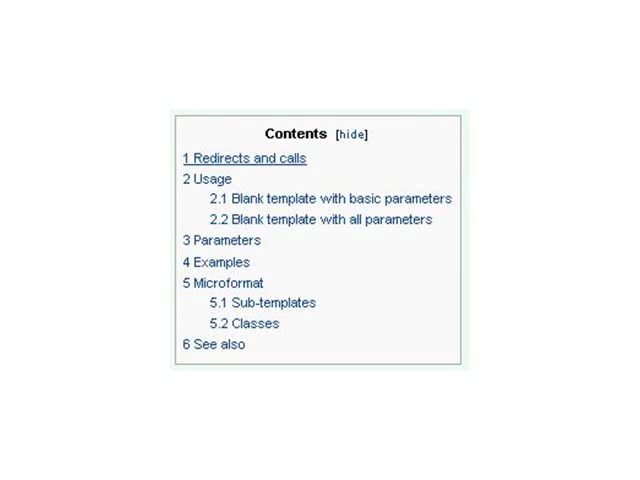 Contents [hide]
1 Redirects and calls
2 Usage
2.1 Blank template with basic parameters
2.2 Blank template with all parameters
3 Parameters
4 Examples
5 Microformat
5.1 Sub-templates
5.2 Classes
6 See also